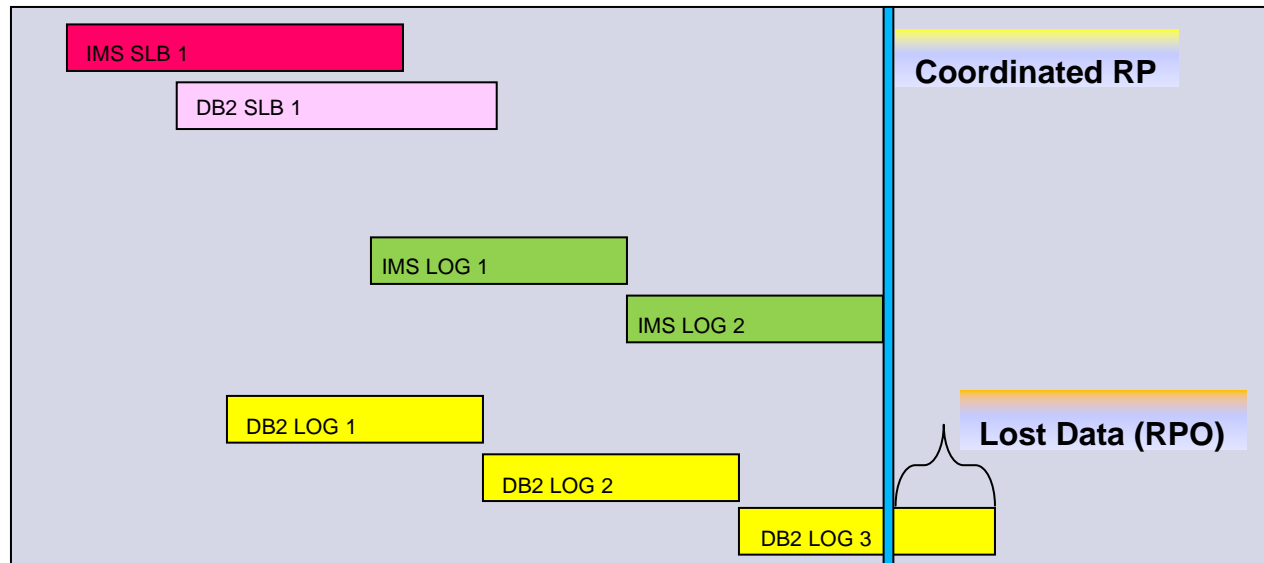 IMS SLB 1
Coordinated RP
DB2 SLB 1
IMS LOG 1
IMS LOG 2
DB2 LOG 1
Lost Data (RPO)
DB2 LOG 2
DB2 LOG 3